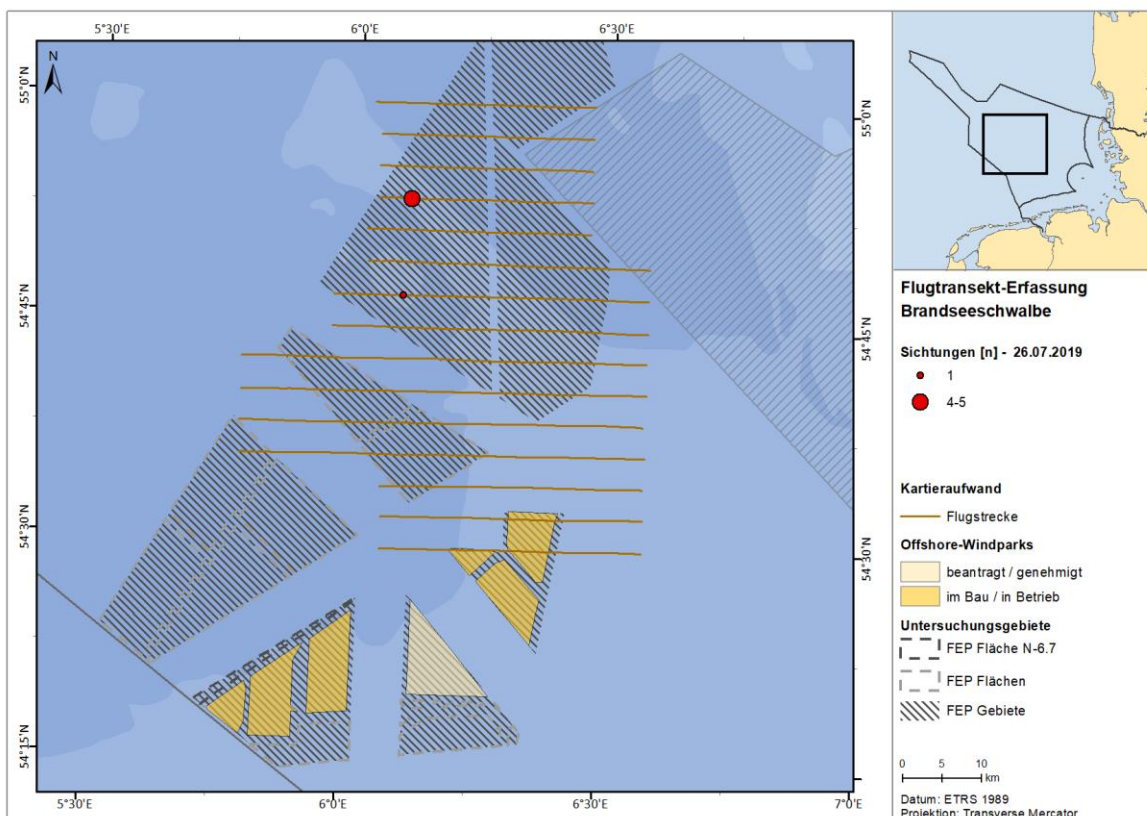 5°30'E
6°0'E
6°30'E
N
55°0'N
54°45'N
54°30'N
54°15'N
55°0'N
54°45'N
54°30'N
5°30'E
6°0'E
6°30'E
7°0'E
Flugtransekt-Erfassung
Brandseeschwalbe
Sichtungen [n] - 26.07.2019
1
4-5
Kartieraufwand
Flugstrecke
Offshore-Windparks
beantragt / genehmigt
im Bau / in Betrieb
Untersuchungsgebiete
FEP Fläche N-6.7
FEP Flächen
FEP Gebiete
0 5 10
km
Datum: ETRS 1989
Projektion: Transverse Mercator